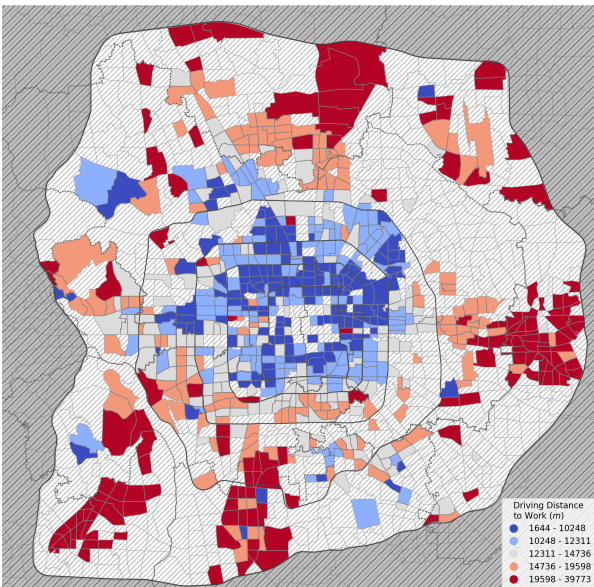 Driving Distance
to Work (m)
1644 - 10248
10248 - 12311
12311 - 14736
14736 - 19598
19598 - 39773